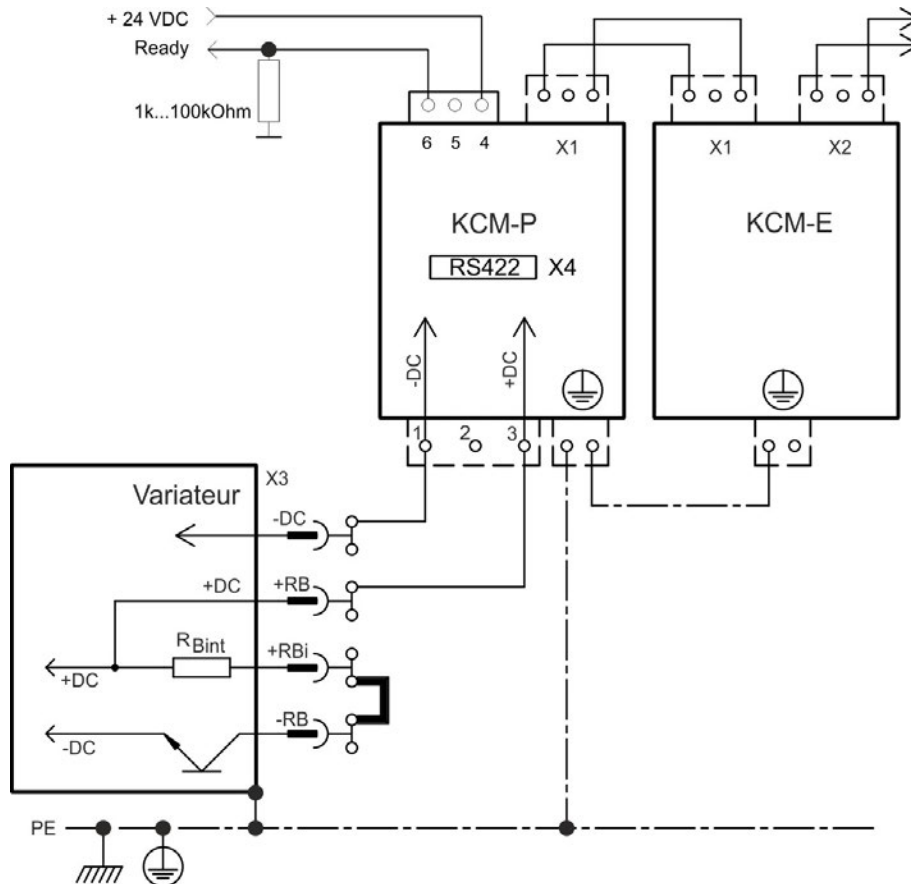 + 24 VDC
Ready
1k...100kOhm
6 5 4
X1
X1
X2
KCM-P
KCM-E
RS422 X4
-DC
+DC
1 2 3
X3
Variateur
-DC
+DC
+RB
RBint
+RBi
+DC
-RB
-DC
PE